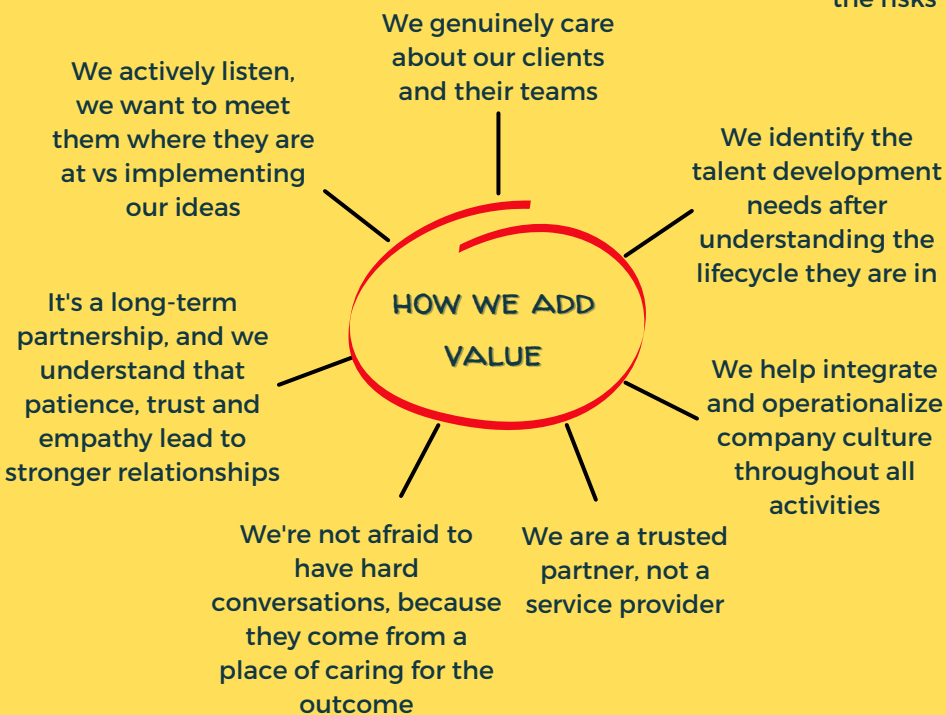 the risks
We genuinely care
about our clients
and their teams
We actively listen,
we want to meet
them where they are
at vs implementing
our ideas
We identify the
talent development
needs after
understanding the
lifecycle they are in
HOW WE ADD
VALUE
It's a long-term
partnership, and we
understand that
patience, trust and
empathy lead to
stronger relationships
We help integrate
and operationalize
company culture
throughout all
activities
We're not afraid to
have hard
conversations, because
they come from a
place of caring for the
outcome
We are a trusted
partner, not a
service provider